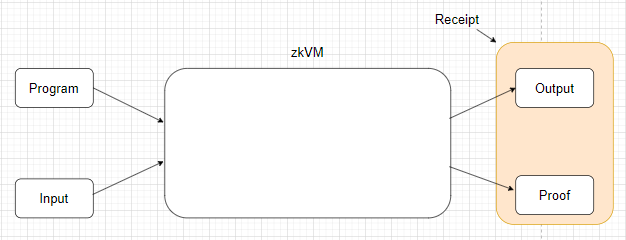 Receipt
zkVM
Program
Output
Input
Proof